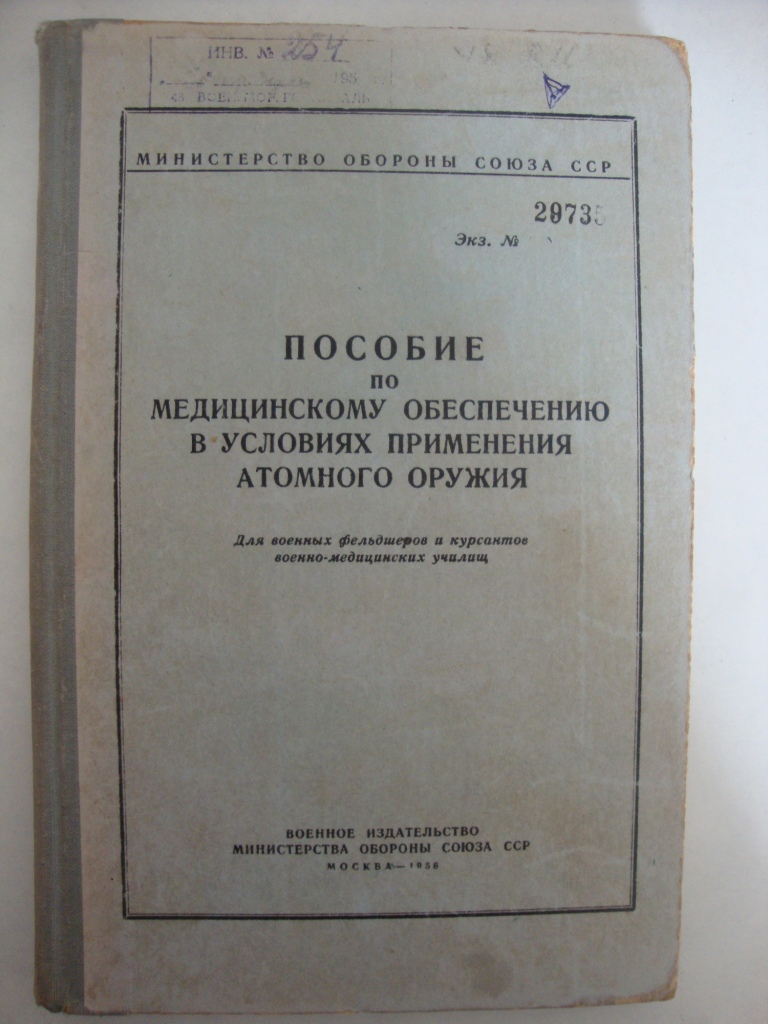 ИНВ. № 254
195
МИНИСТЕРСТВО ОБОРОНЫ СОЮЗА ССР
29735
Экз. №
ПОСОБИЕ
ПО
МЕДИЦИНСКОМУ ОБЕСПЕЧЕНИЮ
В УСЛОВИЯХ ПРИМЕНЕНИЯ
АТОМНОГО ОРУЖИЯ
Для военных фельдшеров и курсантов
военно-медицинских училищ
ВОЕННОЕ ИЗДАТЕЛЬСТВО
МИНИСТЕРСТВА ОБОРОНЫ СОЮЗА ССР
МОСКВА—1956